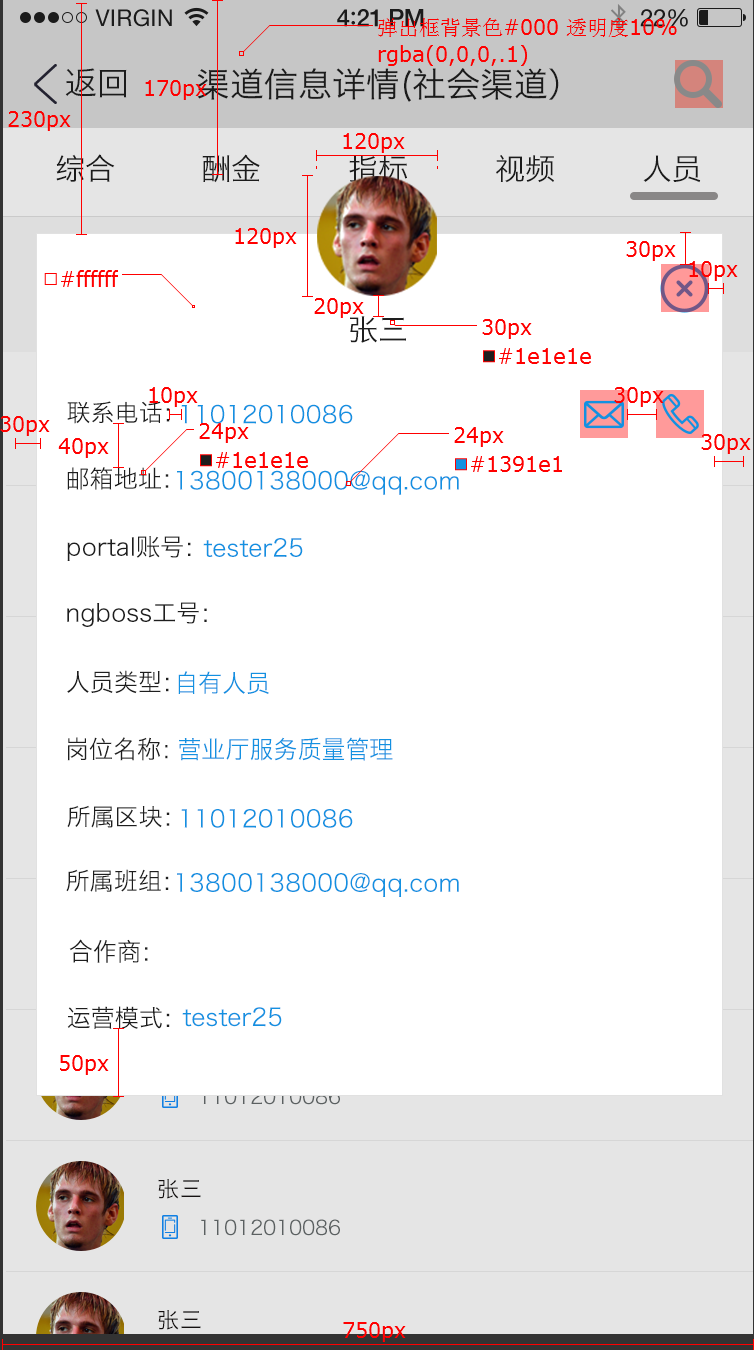 VIRGIN 4:21 PM 22%
弹出框背景色#000 透明度10%
rgba(0,0,0,.1)
返回 渠道信息详情(社会渠道)
170px
230px
120px
综合 酬金 指标 视频 人员
120px
30px
10px
#ffffff
20px
张三
30px
#1e1e1e
10px
30px
联系电话: 11012010086
30px
24px
24px
40px
30px
#1e1e1e
#1391e1
邮箱地址: 13800138000@qq.com
portal账号: tester25
ngboss工号:
人员类型: 自有人员
岗位名称: 营业厅服务质量管理
所属区块: 11012010086
所属班组: 13800138000@qq.com
合作商:
运营模式: tester25
50px
11012010086
张三
11012010086
张三
750px